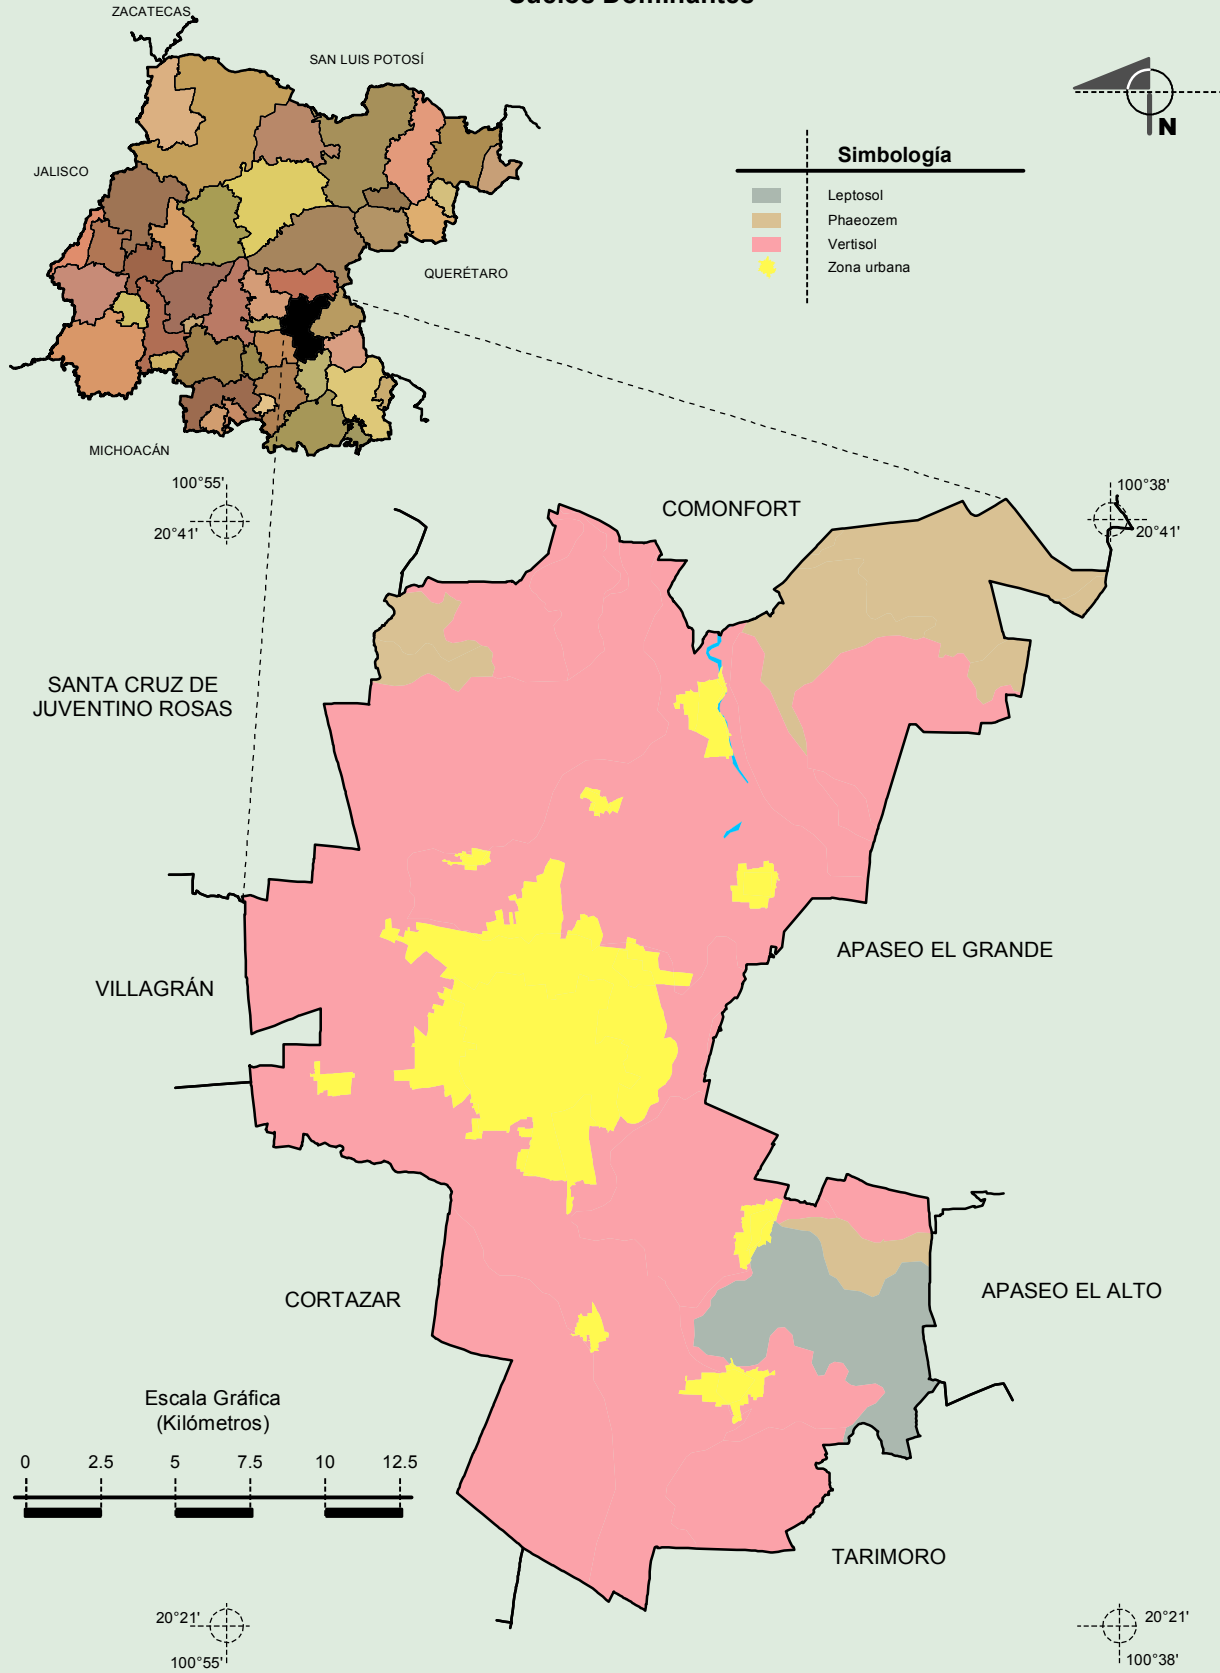 Suelos Dominantes
ZACATECAS
SAN LUIS POTOSÍ
JALISCO
QUERÉTARO
MICHOACÁN
N
Simbología
Leptosol
Phaeozem
Vertisol
Zona urbana
100°55'
20°41'
100°38'
20°41'
COMONFORT
SANTA CRUZ DE
JUVENTINO ROSAS
APASEO EL GRANDE
VILLAGRÁN
CORTAZAR
APASEO EL ALTO
Escala Gráfica
(Kilómetros)
0 2.5 5 7.5 10 12.5
TARIMORO
20°21'
100°55'
20°21'
100°38'